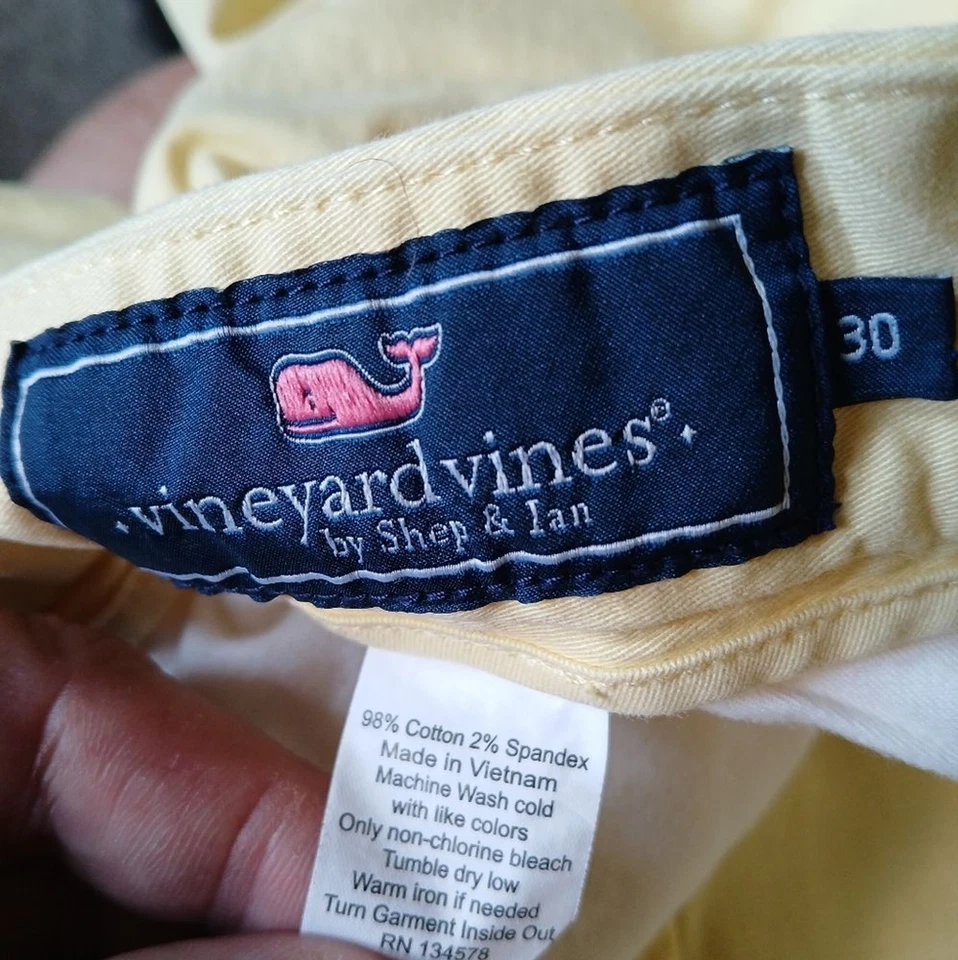 vineyard vines®
by Shep & Ian
30
98% Cotton 2% Spandex
Made in Vietnam
Machine Wash cold
with like colors
Only non-chlorine bleach
Tumble dry low
Warm iron if needed
Turn Garment Inside Out
RN 134578